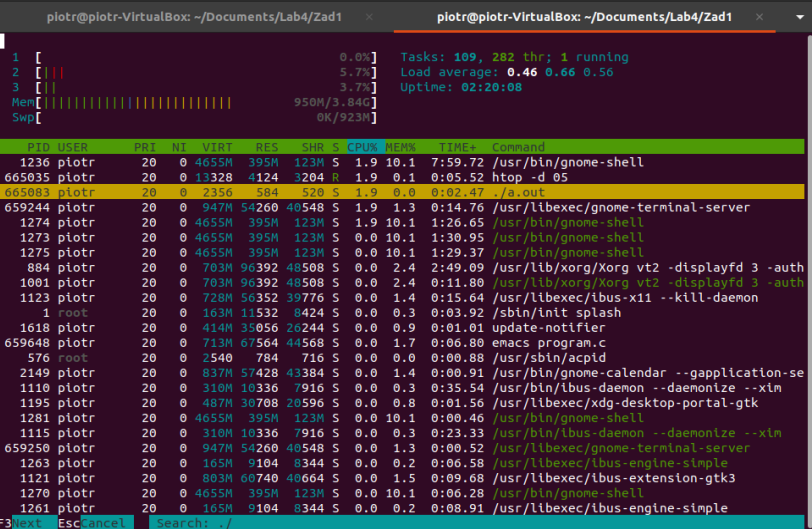 piotr@piotr-VirtualBox: ~/Documents/Lab4/Zad1 × piotr@piotr-VirtualBox: ~/Documents/Lab4/Zad1 ×
1 [ 0.0%] Tasks: 109, 282 thr; 1 running
2 [||| 5.7%] Load average: 0.46 0.66 0.56
3 [|| 3.7%] Uptime: 02:20:08
Mem[||||||||||||||||||||||||| 950M/3.84G]
Swp[ 0K/923M]
PID USER PRI NI VIRT RES SHR S CPU% MEM% TIME+ Command
1236 piotr 20 0 4655M 395M 123M S 1.9 10.1 7:59.72 /usr/bin/gnome-shell
665035 piotr 20 0 13328 4124 3204 R 1.9 0.1 0:05.52 htop -d 05
665083 piotr 20 0 2356 584 520 S 1.9 0.0 0:02.47 ./a.out
659244 piotr 20 0 947M 54260 40548 S 1.9 1.3 0:14.76 /usr/libexec/gnome-terminal-server
1274 piotr 20 0 4655M 395M 123M S 1.9 10.1 1:26.65 /usr/bin/gnome-shell
1273 piotr 20 0 4655M 395M 123M S 0.0 10.1 1:30.95 /usr/bin/gnome-shell
1275 piotr 20 0 4655M 395M 123M S 0.0 10.1 1:29.37 /usr/bin/gnome-shell
884 piotr 20 0 703M 96392 48508 S 0.0 2.4 2:49.09 /usr/lib/xorg/Xorg vt2 -displayfd 3 -auth
1001 piotr 20 0 703M 96392 48508 S 0.0 2.4 0:11.80 /usr/lib/xorg/Xorg vt2 -displayfd 3 -auth
1123 piotr 20 0 728M 56352 39776 S 0.0 1.4 0:15.64 /usr/libexec/ibus-x11 --kill-daemon
1 root 20 0 163M 11532 8424 S 0.0 0.3 0:03.92 /sbin/init splash
1618 piotr 20 0 414M 35056 26244 S 0.0 0.9 0:01.01 update-notifier
659648 piotr 20 0 713M 67564 44568 S 0.0 1.7 0:06.80 emacs program.c
576 root 20 0 2540 784 716 S 0.0 0.0 0:00.88 /usr/sbin/acpid
2149 piotr 20 0 837M 57428 43384 S 0.0 1.4 0:00.91 /usr/bin/gnome-calendar --gapplication-se
1110 piotr 20 0 310M 10336 7916 S 0.0 0.3 0:35.54 /usr/bin/ibus-daemon --daemonize --xim
1195 piotr 20 0 487M 30708 20596 S 0.0 0.8 0:01.56 /usr/libexec/xdg-desktop-portal-gtk
1281 piotr 20 0 4655M 395M 123M S 0.0 10.1 0:00.46 /usr/bin/gnome-shell
1115 piotr 20 0 310M 10336 7916 S 0.0 0.3 0:23.33 /usr/bin/ibus-daemon --daemonize --xim
659250 piotr 20 0 947M 54260 40548 S 0.0 1.3 0:00.52 /usr/libexec/gnome-terminal-server
1263 piotr 20 0 165M 9104 8344 S 0.0 0.2 0:06.58 /usr/libexec/ibus-engine-simple
1121 piotr 20 0 803M 60740 40664 S 0.0 1.5 0:09.68 /usr/libexec/ibus-extension-gtk3
1270 piotr 20 0 4655M 395M 123M S 0.0 10.1 0:06.28 /usr/bin/gnome-shell
1261 piotr 20 0 165M 9104 8344 S 0.0 0.2 0:08.91 /usr/libexec/ibus-engine-simple
F3Next EscCancel Search: ./